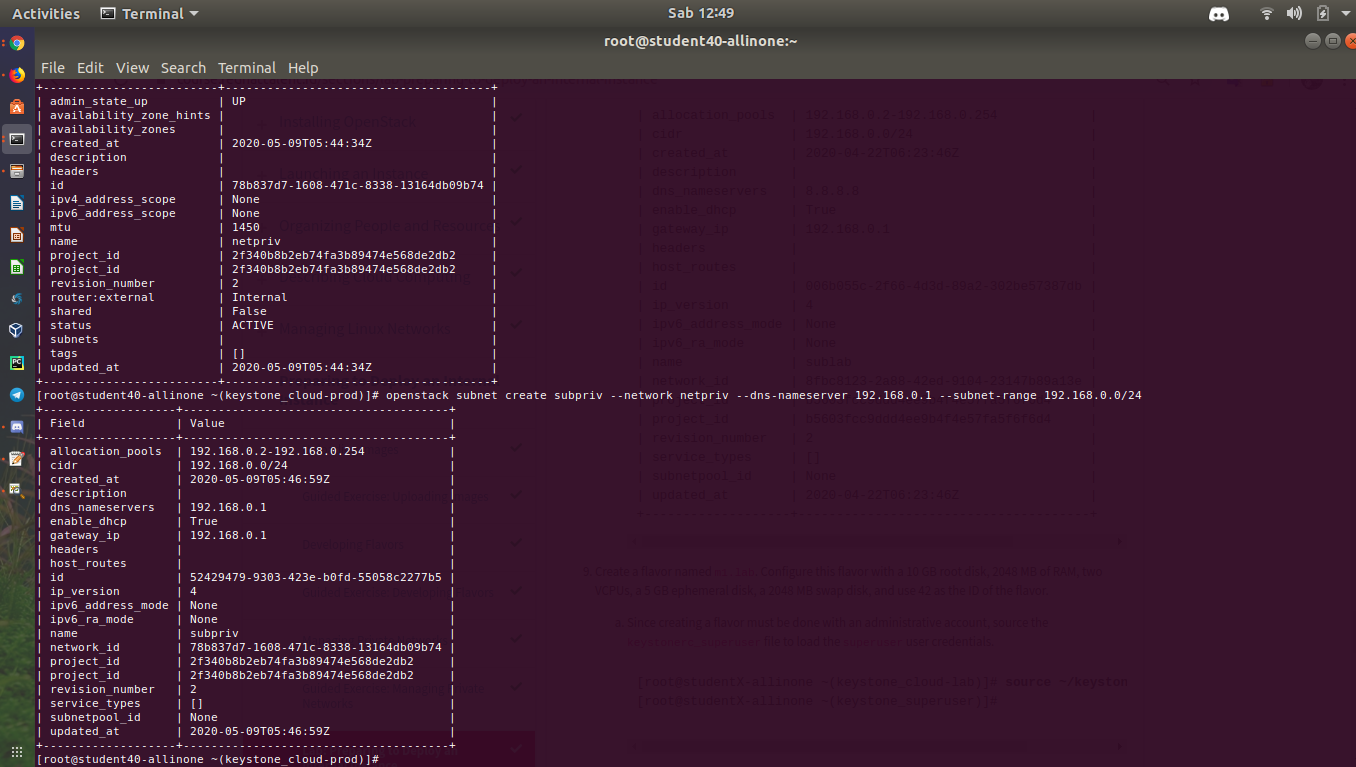 Activities Terminal Sab 12:49
root@student40-allinone:~
File Edit View Search Terminal Help
+-------------------------+--------------------------------------+
| admin_state_up | UP |
| availability_zone_hints | |
| availability_zones | |
| created_at | 2020-05-09T05:44:34Z |
| description | |
| headers | |
| id | 78b837d7-1608-471c-8338-13164db09b74 |
| ipv4_address_scope | None |
| ipv6_address_scope | None |
| mtu | 1450 |
| name | netpriv |
| project_id | 2f340b8b2eb74fa3b89474e568de2db2 |
| project_id | 2f340b8b2eb74fa3b89474e568de2db2 |
| revision_number | 2 |
| router:external | Internal |
| shared | False |
| status | ACTIVE |
| subnets | |
| tags | [] |
| updated_at | 2020-05-09T05:44:34Z |
+-------------------------+--------------------------------------+
[root@student40-allinone ~(keystone_cloud-prod)]# openstack subnet create subpriv --network netpriv --dns-nameserver 192.168.0.1 --subnet-range 192.168.0.0/24
+-------------------+--------------------------------------+
| Field | Value |
+-------------------+--------------------------------------+
| allocation_pools | 192.168.0.2-192.168.0.254 |
| cidr | 192.168.0.0/24 |
| created_at | 2020-05-09T05:46:59Z |
| description | |
| dns_nameservers | 192.168.0.1 |
| enable_dhcp | True |
| gateway_ip | 192.168.0.1 |
| headers | |
| host_routes | |
| id | 52429479-9303-423e-b0fd-55058c2277b5 |
| ip_version | 4 |
| ipv6_address_mode | None |
| ipv6_ra_mode | None |
| name | subpriv |
| network_id | 78b837d7-1608-471c-8338-13164db09b74 |
| project_id | 2f340b8b2eb74fa3b89474e568de2db2 |
| project_id | 2f340b8b2eb74fa3b89474e568de2db2 |
| revision_number | 2 |
| service_types | [] |
| subnetpool_id | None |
| updated_at | 2020-05-09T05:46:59Z |
+-------------------+--------------------------------------+
[root@student40-allinone ~(keystone_cloud-prod)]#